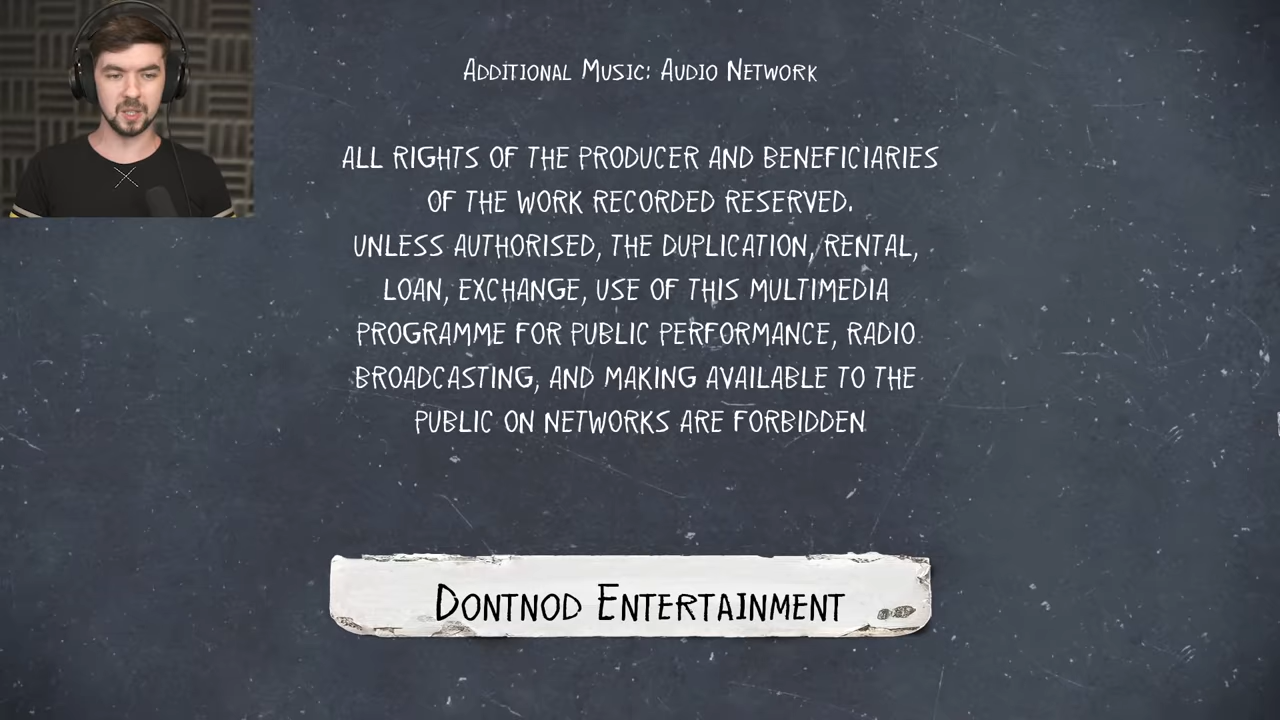 Additional Music: Audio Network
ALL RIGHTS OF THE PRODUCER AND BENEFICIARIES
OF THE WORK RECORDED RESERVED.
UNLESS AUTHORISED, THE DUPLICATION, RENTAL,
LOAN, EXCHANGE, USE OF THIS MULTIMEDIA
PROGRAMME FOR PUBLIC PERFORMANCE, RADIO
BROADCASTING, AND MAKING AVAILABLE TO THE
PUBLIC ON NETWORKS ARE FORBIDDEN
Dontnod Entertainment